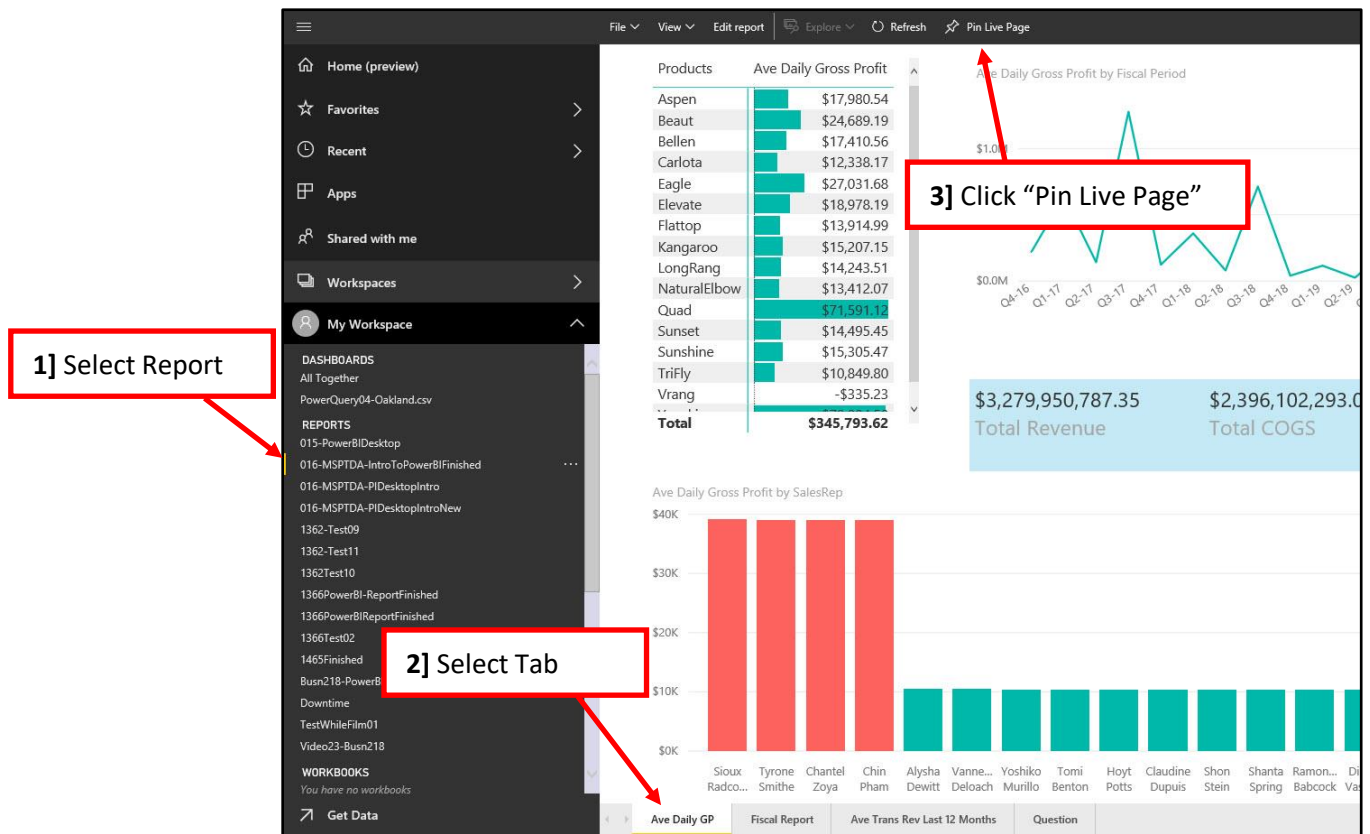 File View Edit report Explore Refresh Pin Live Page
Home (preview)
Favorites
Recent
Apps
Shared with me
Workspaces
My Workspace
DASHBOARDS
All Together
PowerQuery04-Oakland.csv
REPORTS
015-PowerBIDesktop
016-MSPTDA-IntroToPowerBIFinished ...
016-MSPTDA-PIDesktopIntro
016-MSPTDA-PIDesktopIntroNew
1362-Test09
1362-Test11
1362Test10
1366PowerBI-ReportFinished
1366PowerBIReportFinished
1366Test02
1465Finished
Busn218-PowerB
Downtime
TestWhileFilm01
Video23-Busn218
WORKBOOKS
You have no workbooks
Get Data
1] Select Report
2] Select Tab
3] Click “Pin Live Page”
Products Ave Daily Gross Profit
Aspen $17,980.54
Beaut $24,689.19
Bellen $17,410.56
Carlota $12,338.17
Eagle $27,031.68
Elevate $18,978.19
Flattop $13,914.99
Kangaroo $15,207.15
LongRang $14,243.51
NaturalElbow $13,412.07
Quad $71,591.12
Sunset $14,495.45
Sunshine $15,305.47
TriFly $10,849.80
Vrang -$335.23
Total $345,793.62
Ave Daily Gross Profit by Fiscal Period
$1.0M
$0.0M
Q4-16 Q1-17 Q2-17 Q3-17 Q4-17 Q1-18 Q2-18 Q3-18 Q4-18 Q1-19 Q2-19
$3,279,950,787.35 $2,396,102,293.0
Total Revenue Total COGS
Ave Daily Gross Profit by SalesRep
$40K
$30K
$20K
$10K
$0K
Sioux Tyrone Chantel Chin Alysha Vanne... Yoshiko Tomi Hoyt Claudine Shon Shanta Ramon... Di
Radco... Smithe Zoya Pham Dewitt Deloach Murillo Benton Potts Dupuis Stein Spring Babcock Vas
Ave Daily GP Fiscal Report Ave Trans Rev Last 12 Months Question